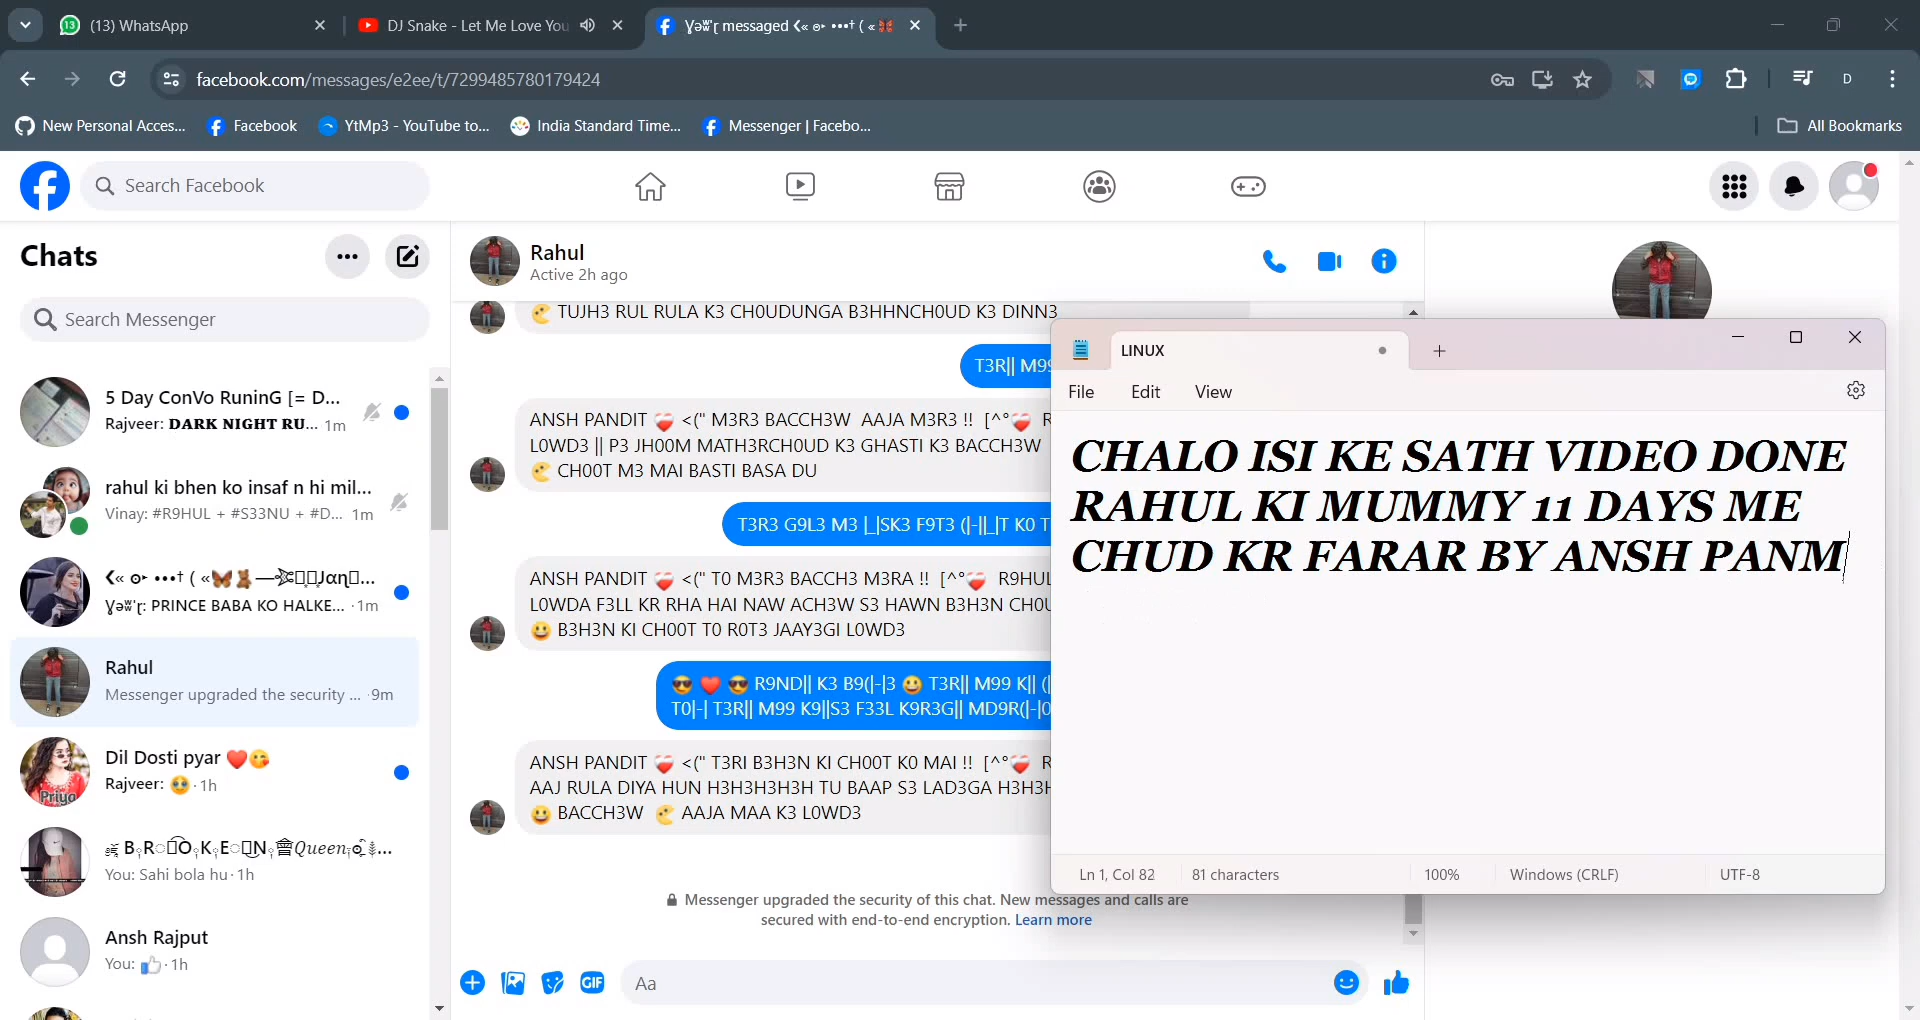 (13) WhatsApp
DJ Snake - Let Me Love You
messaged
facebook.com/messages/e2ee/t/7299485780179424
D
New Personal Acces...
Facebook
YtMp3 - YouTube to...
India Standard Time...
Messenger | Facebo...
All Bookmarks
Search Facebook
Chats
Search Messenger
5 Day ConVo RuninG [= D...
Rajveer: DARK NIGHT RU... 1m
rahul ki bhen ko insaf n hi mil...
Vinay: #R9HUL + #S33NU + #D... 1m
PRINCE BABA KO HALKE... · 1m
Rahul
Messenger upgraded the security ... · 9m
Dil Dosti pyar ❤️😘
Rajveer: 🥹 · 1h
Priya
Queen
You: Sahi bola hu · 1h
Ansh Rajput
You: 👍 · 1h
Rahul
Active 2h ago
TUJH3 RUL RULA K3 CH0UDUNGA B3HHNCH0UD K3 DINN3
T3R|| M99
ANSH PANDIT ❤️‍🩹 <(" M3R3 BACCH3W AAJA M3R3 !! [^°❤️‍🩹 R
L0WD3 || P3 JH00M MATH3RCH0UD K3 GHASTI K3 BACCH3W
CH00T M3 MAI BASTI BASA DU
T3R3 G9L3 M3 |_|SK3 F9T3 (|-||_|T K0 T
ANSH PANDIT ❤️‍🩹 <(" T0 M3R3 BACCH3 M3RA !! [^°❤️‍🩹 R9HUL
L0WDA F3LL KR RHA HAI NAW ACH3W S3 HAWN B3H3N CH0U
😀 B3H3N KI CH00T T0 R0T3 JAAY3GI L0WD3
😎 ❤️ 😎 R9ND|| K3 B9(|-|3 😀 T3R|| M99 K|| (|
T0|-| T3R|| M99 K9||S3 F33L K9R3G|| MD9R(|-|0
ANSH PANDIT ❤️‍🩹 <(" T3RI B3H3N KI CH00T K0 MAI !! [^°❤️‍🩹 R
AAJ RULA DIYA HUN H3H3H3H3H TU BAAP S3 LAD3GA H3H3H
😀 BACCH3W AAJA MAA K3 L0WD3
Messenger upgraded the security of this chat. New messages and calls are
secured with end-to-end encryption. Learn more
GIF
Aa
LINUX
File Edit View
CHALO ISI KE SATH VIDEO DONE
RAHUL KI MUMMY 11 DAYS ME
CHUD KR FARAR BY ANSH PANM
Ln 1, Col 82
81 characters
100%
Windows (CRLF)
UTF-8